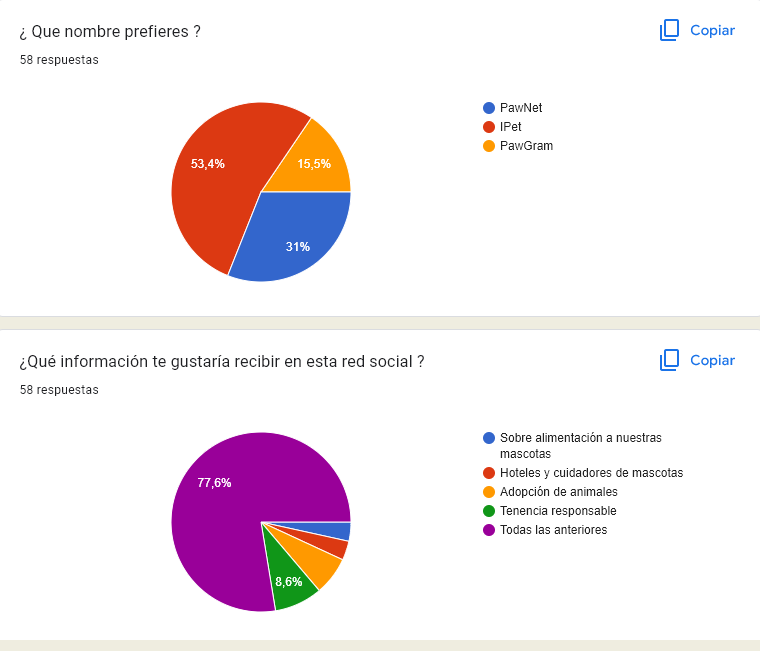 ¿ Que nombre prefieres ?
Copiar
58 respuestas
PawNet
IPet
PawGram
53,4%
15,5%
31%
¿Qué información te gustaría recibir en esta red social ?
Copiar
58 respuestas
Sobre alimentación a nuestras
mascotas
Hoteles y cuidadores de mascotas
Adopción de animales
Tenencia responsable
Todas las anteriores
77,6%
8,6%